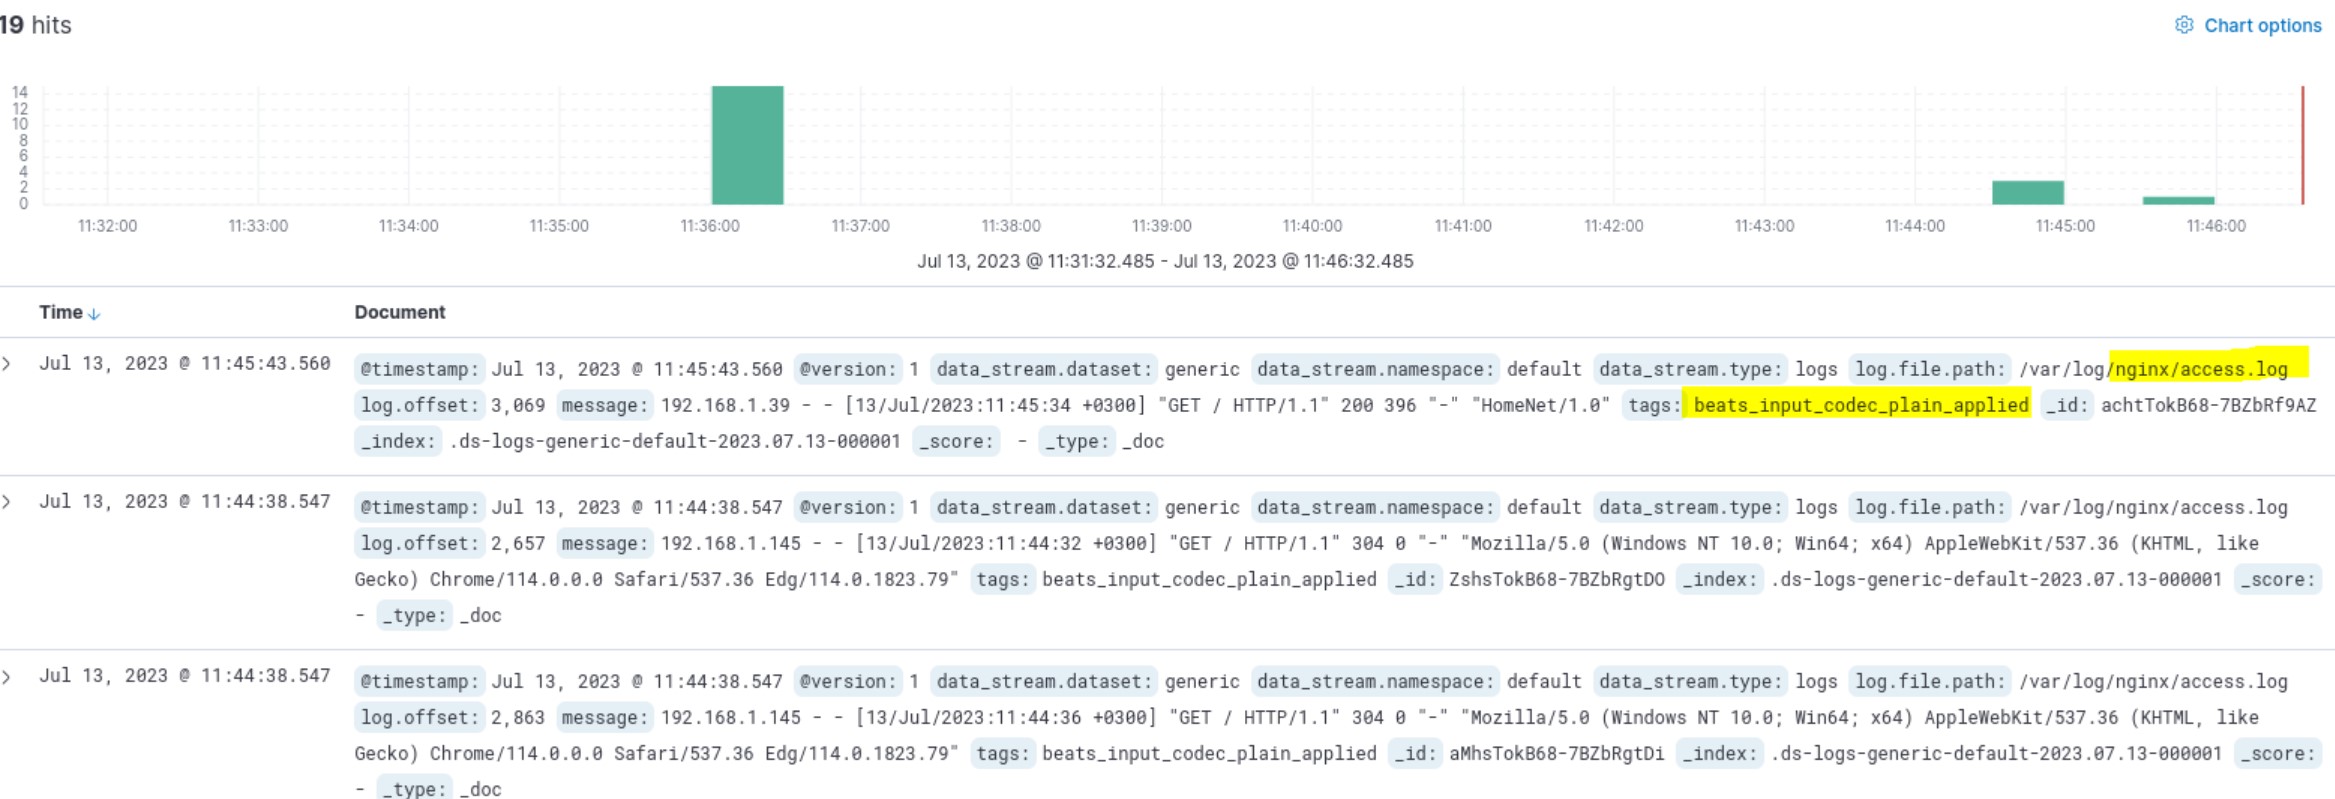 19 hits
Chart options
14
12
10
8
6
4
2
0
11:32:00 11:33:00 11:34:00 11:35:00 11:36:00 11:37:00 11:38:00 11:39:00 11:40:00 11:41:00 11:42:00 11:43:00 11:44:00 11:45:00 11:46:00
Jul 13, 2023 @ 11:31:32.485 - Jul 13, 2023 @ 11:46:32.485
Time Document
Jul 13, 2023 @ 11:45:43.560 @timestamp: Jul 13, 2023 @ 11:45:43.560 @version: 1 data_stream.dataset: generic data_stream.namespace: default data_stream.type: logs log.file.path: /var/log/nginx/access.log
log.offset: 3,069 message: 192.168.1.39 - - [13/Jul/2023:11:45:34 +0300] "GET / HTTP/1.1" 200 396 "-" "HomeNet/1.0" tags: beats_input_codec_plain_applied _id: achtTokB68-7BZbRf9AZ
_index: .ds-logs-generic-default-2023.07.13-000001 _score: - _type: _doc
Jul 13, 2023 @ 11:44:38.547 @timestamp: Jul 13, 2023 @ 11:44:38.547 @version: 1 data_stream.dataset: generic data_stream.namespace: default data_stream.type: logs log.file.path: /var/log/nginx/access.log
log.offset: 2,657 message: 192.168.1.145 - - [13/Jul/2023:11:44:32 +0300] "GET / HTTP/1.1" 304 0 "-" "Mozilla/5.0 (Windows NT 10.0; Win64; x64) AppleWebKit/537.36 (KHTML, like
Gecko) Chrome/114.0.0.0 Safari/537.36 Edg/114.0.1823.79" tags: beats_input_codec_plain_applied _id: ZshsTokB68-7BZbRgtDO _index: .ds-logs-generic-default-2023.07.13-000001 _score:
- _type: _doc
Jul 13, 2023 @ 11:44:38.547 @timestamp: Jul 13, 2023 @ 11:44:38.547 @version: 1 data_stream.dataset: generic data_stream.namespace: default data_stream.type: logs log.file.path: /var/log/nginx/access.log
log.offset: 2,863 message: 192.168.1.145 - - [13/Jul/2023:11:44:36 +0300] "GET / HTTP/1.1" 304 0 "-" "Mozilla/5.0 (Windows NT 10.0; Win64; x64) AppleWebKit/537.36 (KHTML, like
Gecko) Chrome/114.0.0.0 Safari/537.36 Edg/114.0.1823.79" tags: beats_input_codec_plain_applied _id: aMhsTokB68-7BZbRgtDi _index: .ds-logs-generic-default-2023.07.13-000001 _score:
- _type: _doc